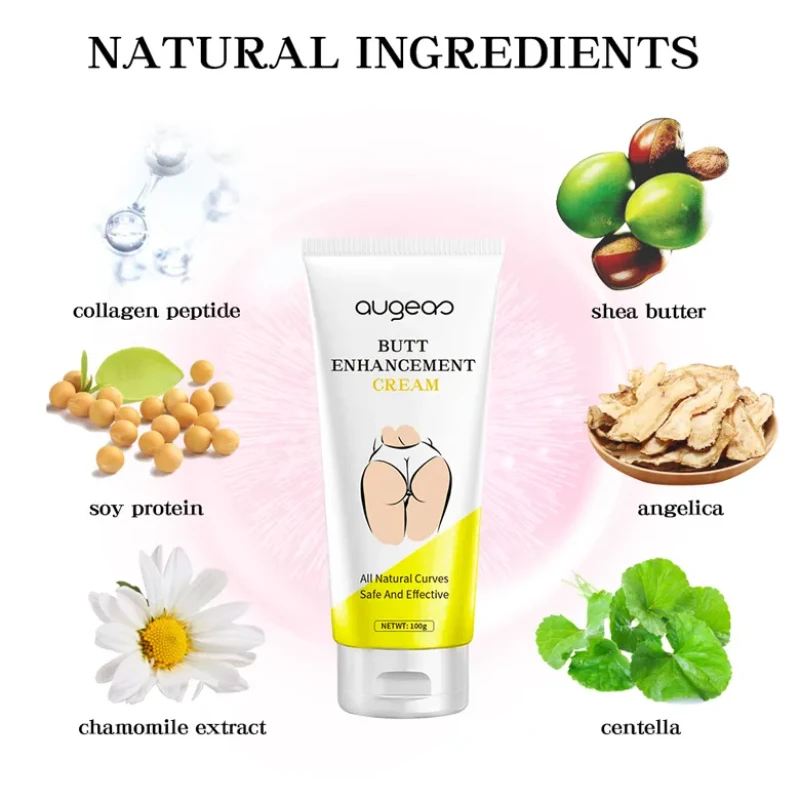 NATURAL INGREDIENTS
collagen peptide
shea butter
augeas
BUTT
ENHANCEMENT
CREAM
soy protein
angelica
All Natural Curves
Safe And Effective
NETWT: 100g
chamomile extract
centella